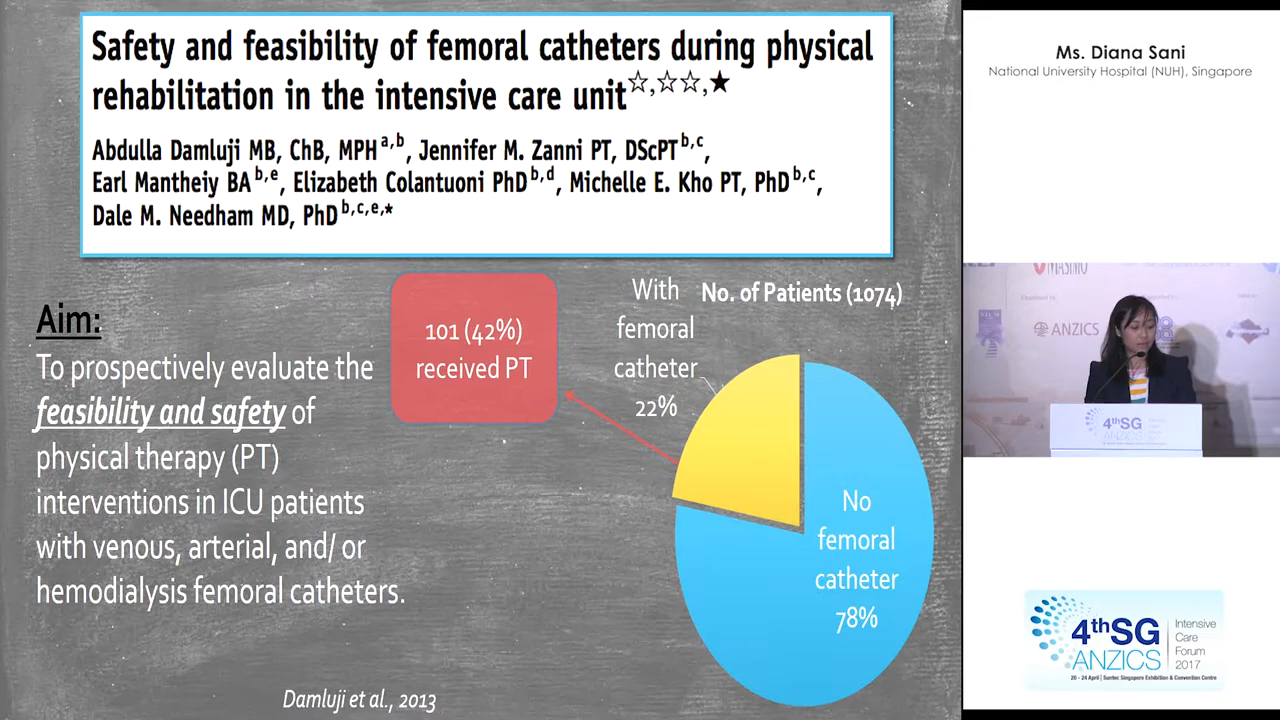 Safety and feasibility of femoral catheters during physical
rehabilitation in the intensive care unit☆,☆☆,★
Abdulla Damluji MB, ChB, MPH a,b, Jennifer M. Zanni PT, DScPT b,c,
Earl Mantheiy BA b,e, Elizabeth Colantuoni PhD b,d, Michelle E. Kho PT, PhD b,c,
Dale M. Needham MD, PhD b,c,e,*
Aim:
To prospectively evaluate the
feasibility and safety of
physical therapy (PT)
interventions in ICU patients
with venous, arterial, and/ or
hemodialysis femoral catheters.
101 (42%)
received PT
No. of Patients (1074)
With
femoral
catheter
22%
No
femoral
catheter
78%
Damluji et al., 2013
Ms. Diana Sani
National University Hospital (NUH), Singapore
MASIMO
ANZICS
4thSG
ANZICS
4thSG
ANZICS
Intensive
Care
Forum
2017
20 - 24 April | Suntec Singapore Exhibition & Convention Centre